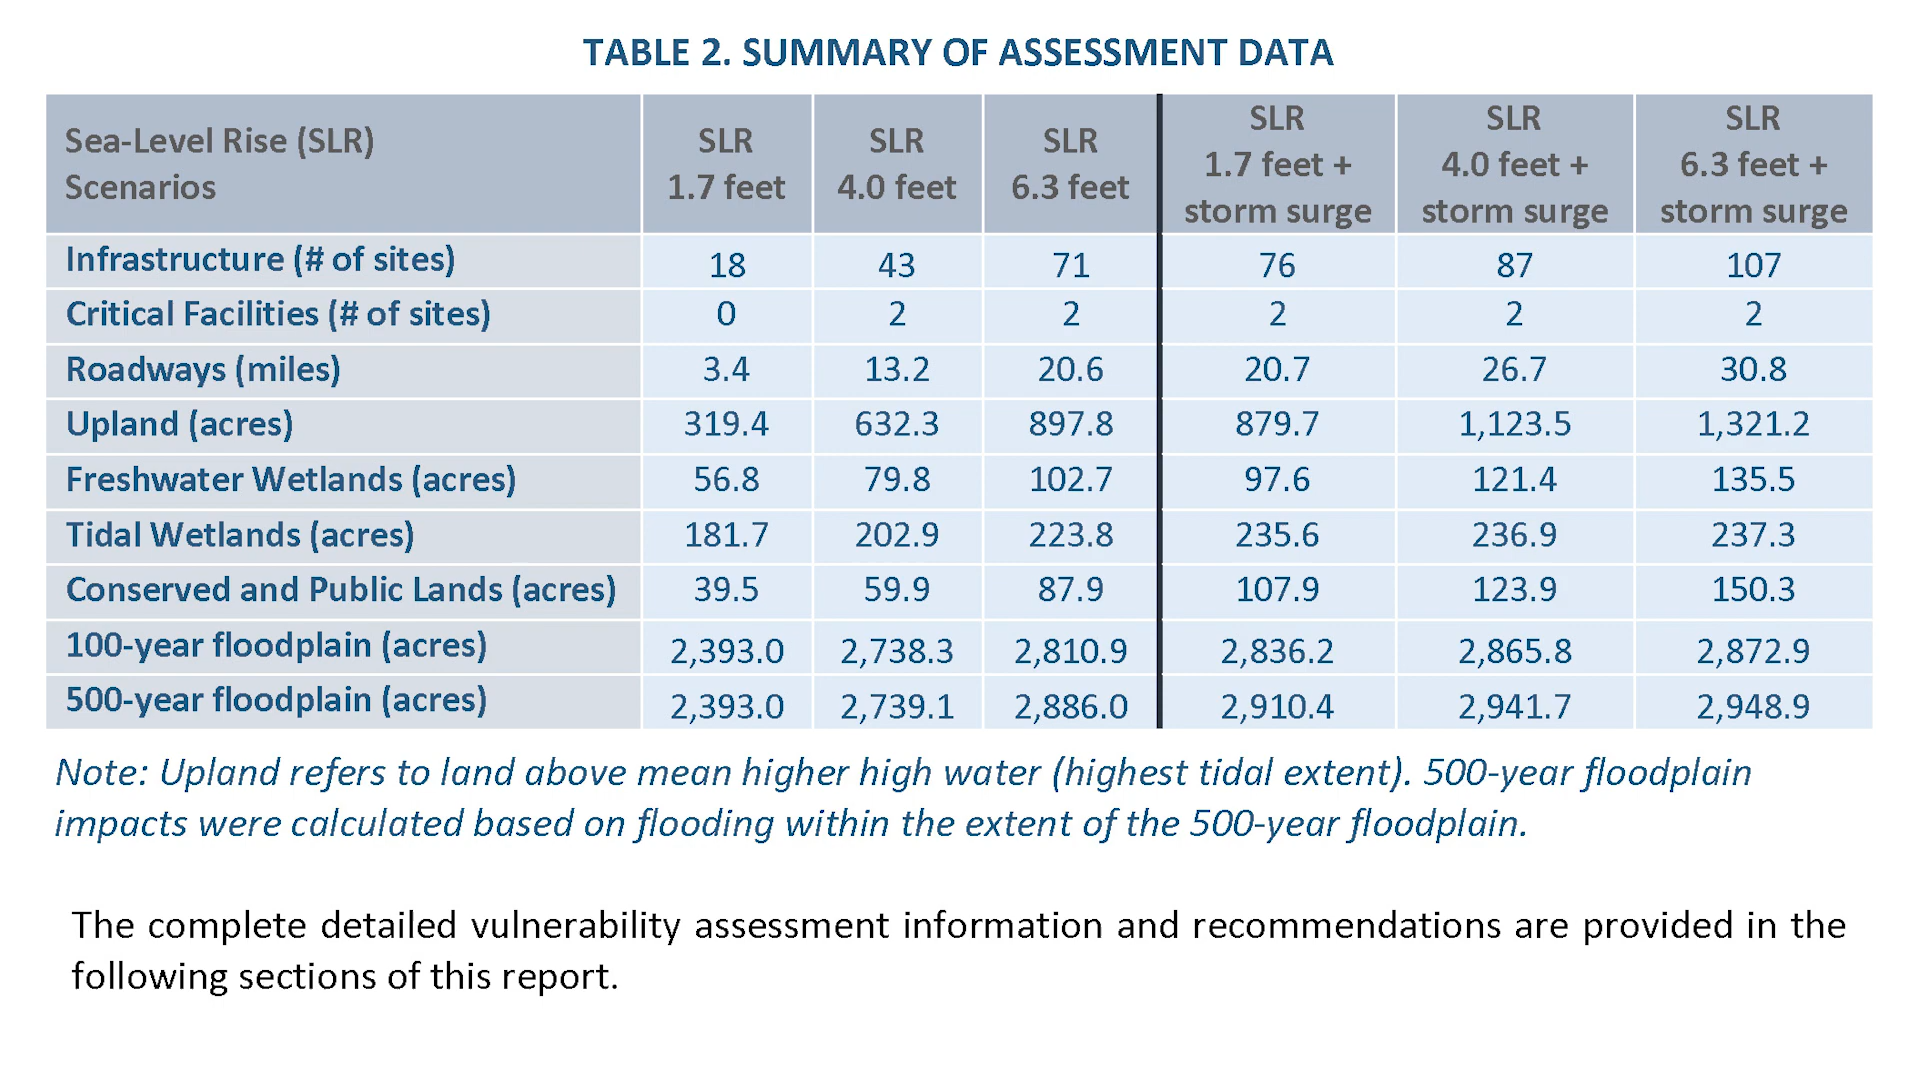 TABLE 2. SUMMARY OF ASSESSMENT DATA
Sea-Level Rise (SLR) Scenarios SLR 1.7 feet SLR 4.0 feet SLR 6.3 feet SLR 1.7 feet + storm surge SLR 4.0 feet + storm surge SLR 6.3 feet + storm surge
Infrastructure (# of sites) 18 43 71 76 87 107
Critical Facilities (# of sites) 0 2 2 2 2 2
Roadways (miles) 3.4 13.2 20.6 20.7 26.7 30.8
Upland (acres) 319.4 632.3 897.8 879.7 1,123.5 1,321.2
Freshwater Wetlands (acres) 56.8 79.8 102.7 97.6 121.4 135.5
Tidal Wetlands (acres) 181.7 202.9 223.8 235.6 236.9 237.3
Conserved and Public Lands (acres) 39.5 59.9 87.9 107.9 123.9 150.3
100-year floodplain (acres) 2,393.0 2,738.3 2,810.9 2,836.2 2,865.8 2,872.9
500-year floodplain (acres) 2,393.0 2,739.1 2,886.0 2,910.4 2,941.7 2,948.9
Note: Upland refers to land above mean higher high water (highest tidal extent). 500-year floodplain
impacts were calculated based on flooding within the extent of the 500-year floodplain.
The complete detailed vulnerability assessment information and recommendations are provided in the
following sections of this report.